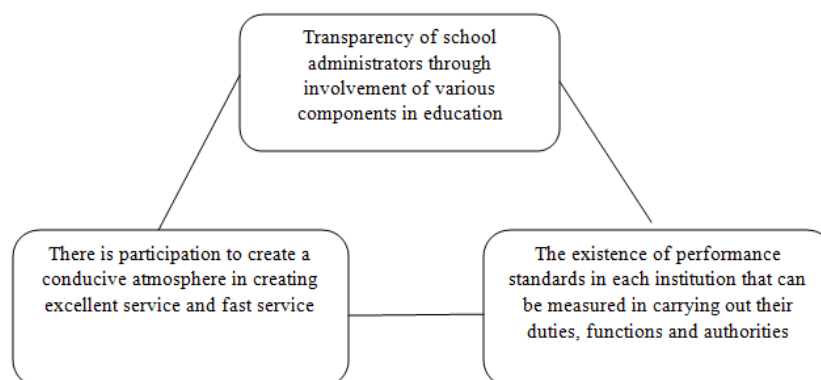 Transparency of school
administrators through
involvement of various
components in education
There is participation to create a
conducive atmosphere in creating
excellent service and fast service
The existence of performance
standards in each institution that can
be measured in carrying out their
duties, functions and authorities